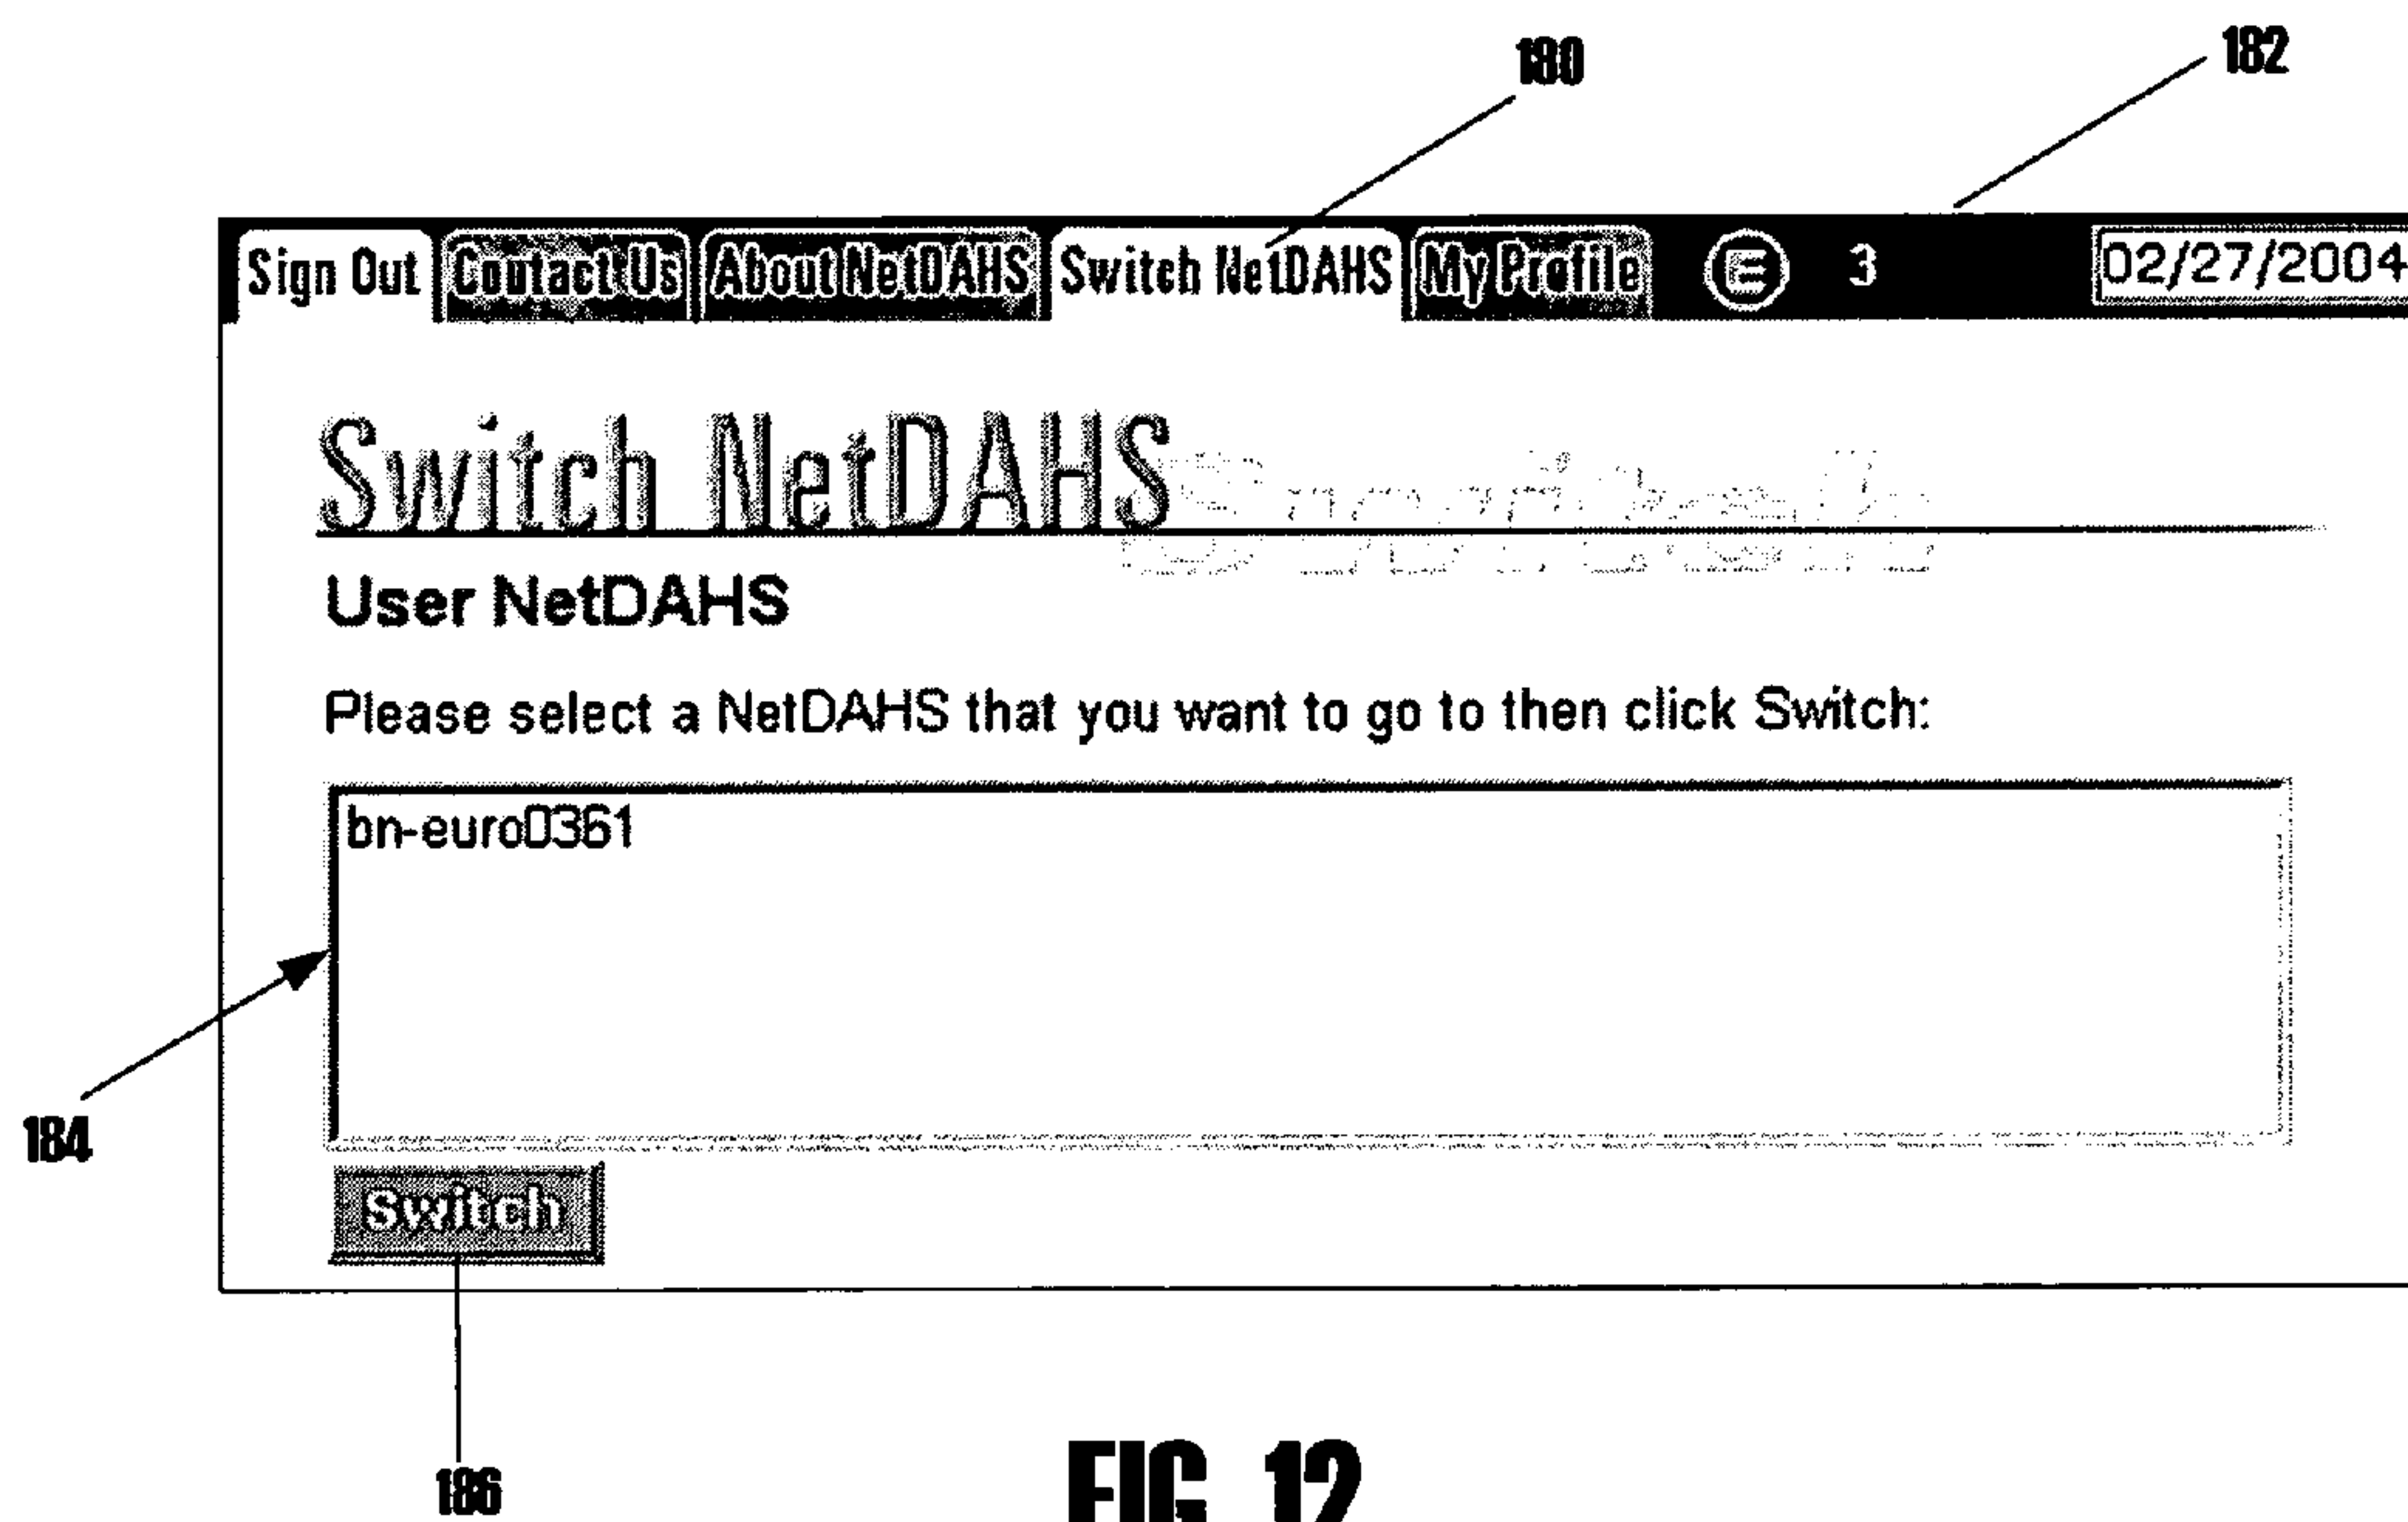 180
182
Sign Out Contact Us About NetDAHS Switch NetDAHS My Profile E 3 02/27/2004
Switch NetDAHS Switch
User NetDAHS
Please select a NetDAHS that you want to go to then click Switch:
bn-euro0361
184
Switch
186
FIG. 12